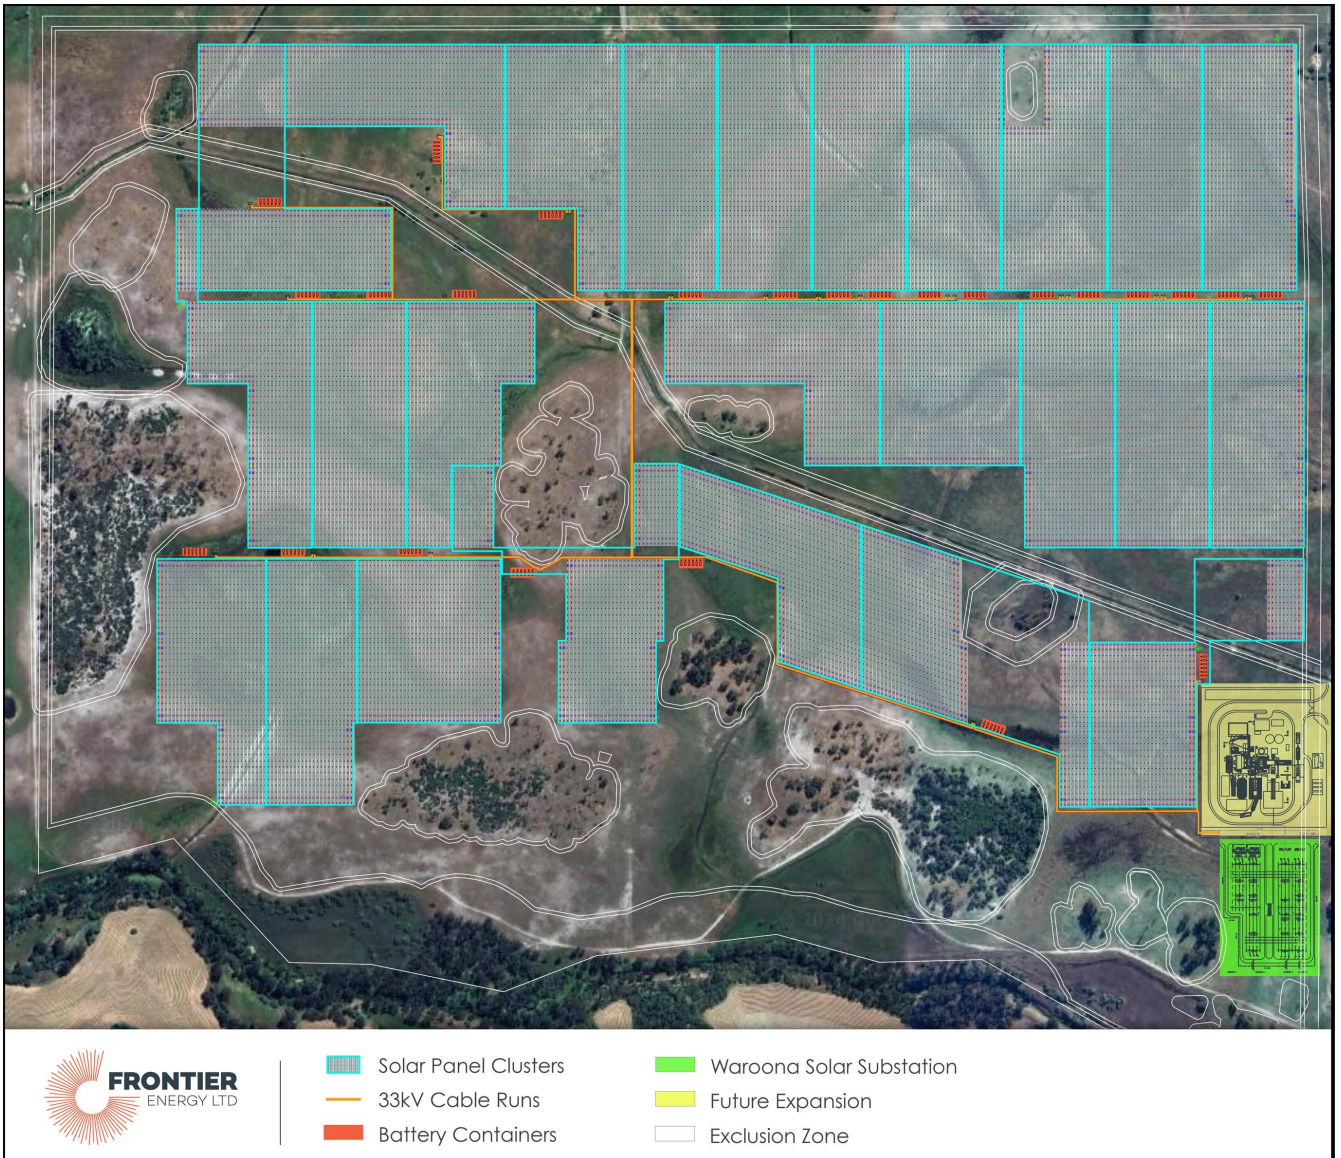 FRONTIER
ENERGY LTD
Solar Panel Clusters
33kV Cable Runs
Battery Containers
Waroona Solar Substation
Future Expansion
Exclusion Zone